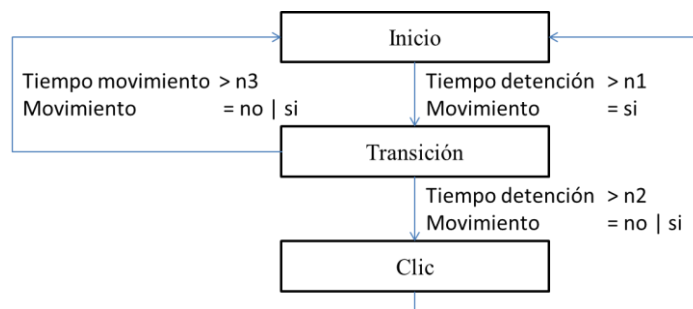 Inicio
Tiempo movimiento > n3
Movimiento = no | si
Tiempo detención > n1
Movimiento = si
Transición
Tiempo detención > n2
Movimiento = no | si
Clic